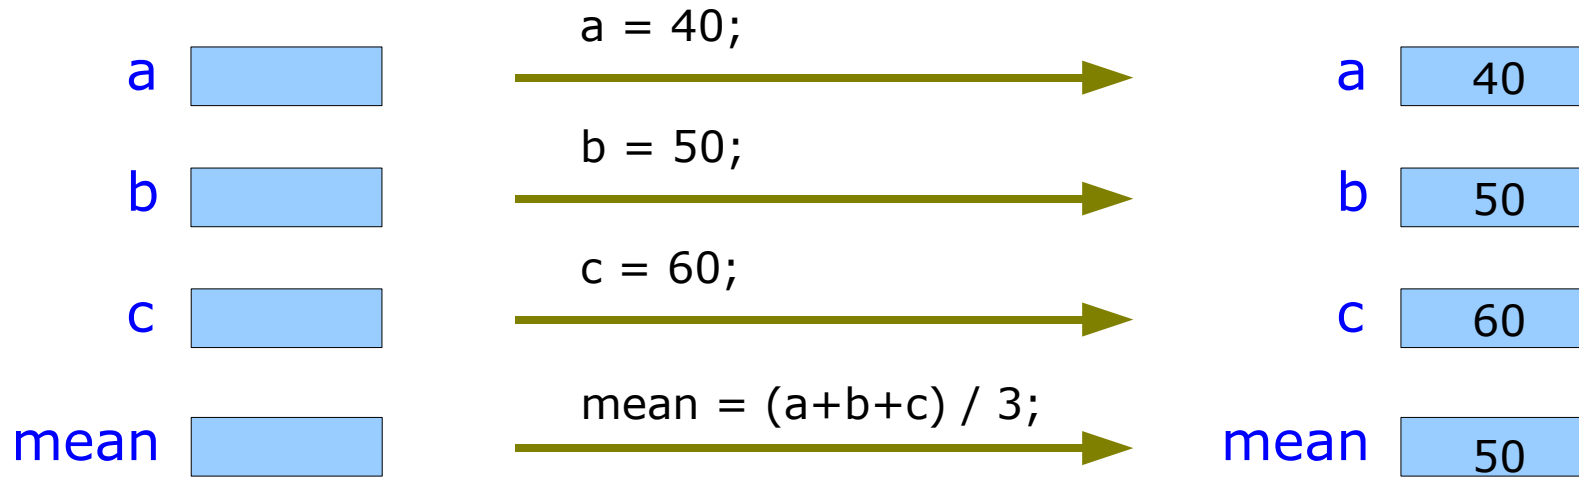 a = 40;
a a 40
b = 50;
b b 50
c = 60;
c c 60
mean = (a+b+c) / 3;
mean mean 50